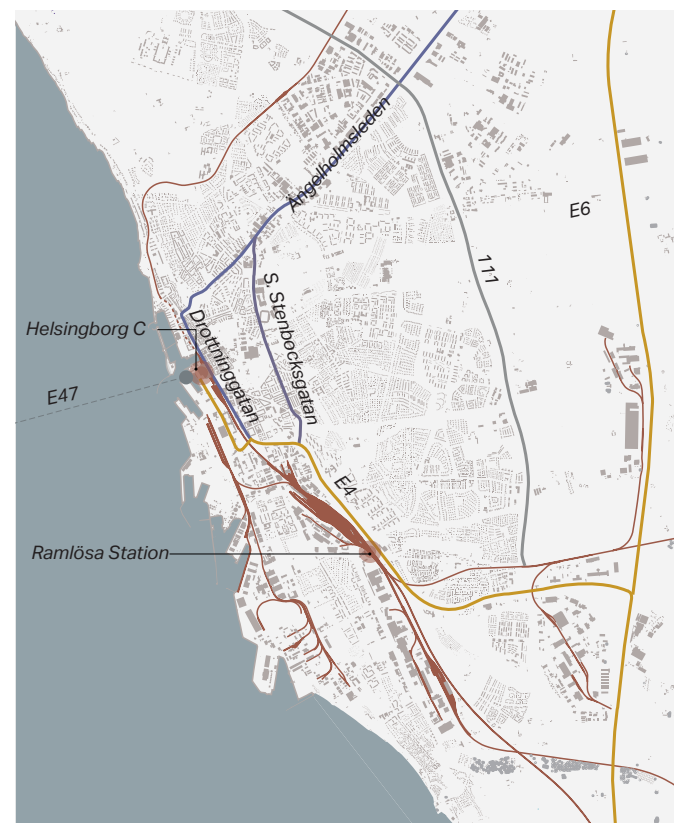 Ängelholmsleden
E6
111
S. Stenbocksgatan
Helsingborg C
Drottninggatan
E47
E4
Ramlösa Station